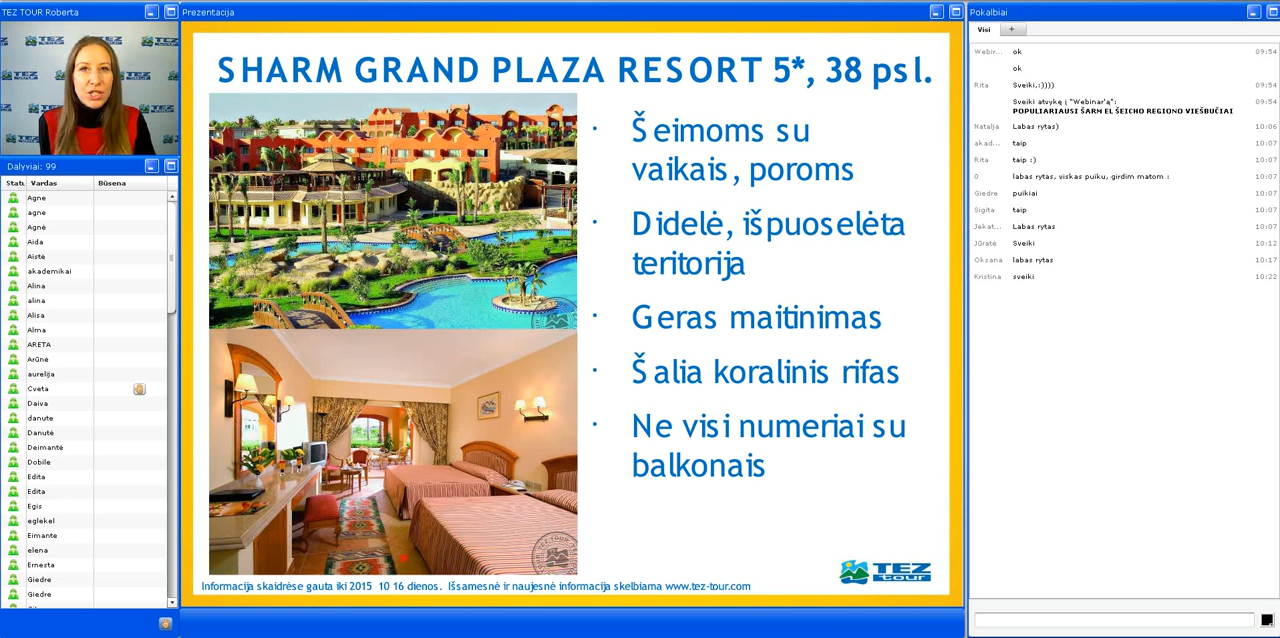 TEZ TOUR Roberta
TEZ TOUR
Dalyviai: 99
Statu Vardas Būsena
Agne
agne
Agnė
Aida
Aistė
akademikai
Alina
alina
Alisa
Alma
ARETA
Arūnė
aurelija
Cveta
Daiva
danute
Danutė
Deimantė
Dobile
Edita
Edita
Egis
eglekel
Eimante
elena
Ernesta
Giedre
Giedre
Prezentacija
SHARM GRAND PLAZA RESORT 5*, 38 psl.
· Šeimoms su
vaikais, poroms
· Didelė, išpuoselėta
teritorija
· Geras maitinimas
· Šalia koralinis rifas
· Ne visi numeriai su
balkonais
TEZ
tour
Informacija skaidrėse gauta iki 2015 10 16 dienos. Išsamesnė ir naujesnė informacija skelbiama www.tez-tour.com
Pokalbiai
Visi +
Webir... ok 09:54
ok
Rita Sveiki,:)))) 09:54
Sveiki atvykę į "Webinar'ą": 09:54
POPULIARIAUSI ŠARM EL ŠEICHO REGIONO VIEŠBUČIAI
Natalja Labas rytas) 10:06
akad... taip 10:07
Rita taip :) 10:07
0 labas rytas, viskas puiku, girdim matom : 10:07
Giedre puikiai 10:07
Sigita taip 10:07
Jekat... Labas rytas 10:07
Jūratė Sveiki 10:12
Oksana labas rytas 10:17
Kristina sveiki 10:22